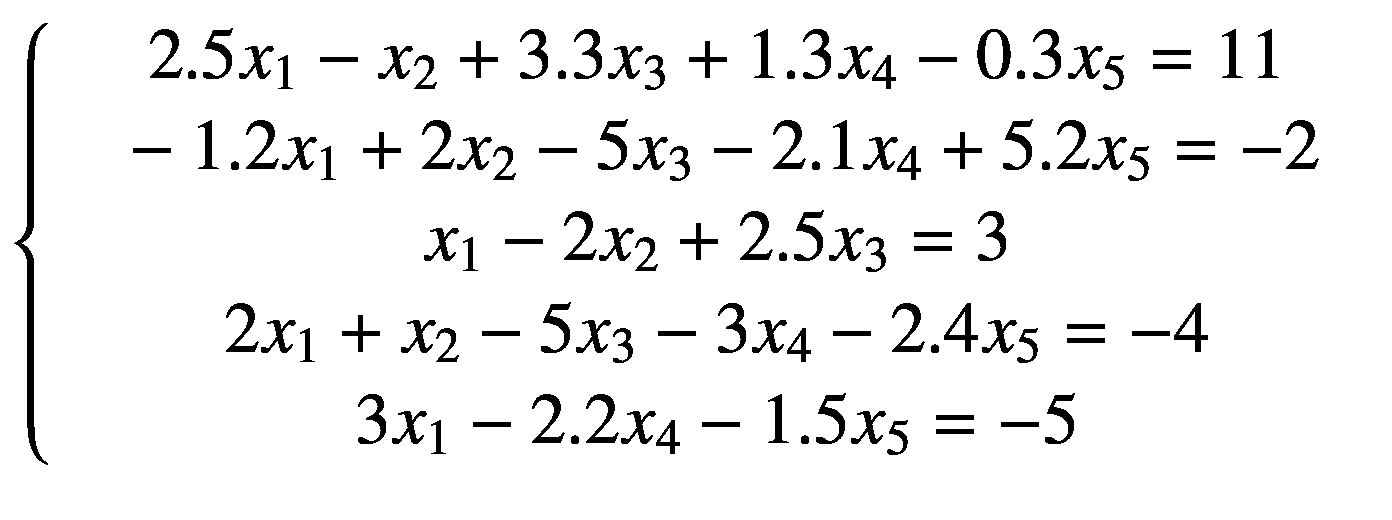 2.5x₁ − x₂ + 3.3x₃ + 1.3x₄ − 0.3x₅ = 11
− 1.2x₁ + 2x₂ − 5x₃ − 2.1x₄ + 5.2x₅ = −2
x₁ − 2x₂ + 2.5x₃ = 3
2x₁ + x₂ − 5x₃ − 3x₄ − 2.4x₅ = −4
3x₁ − 2.2x₄ − 1.5x₅ = −5